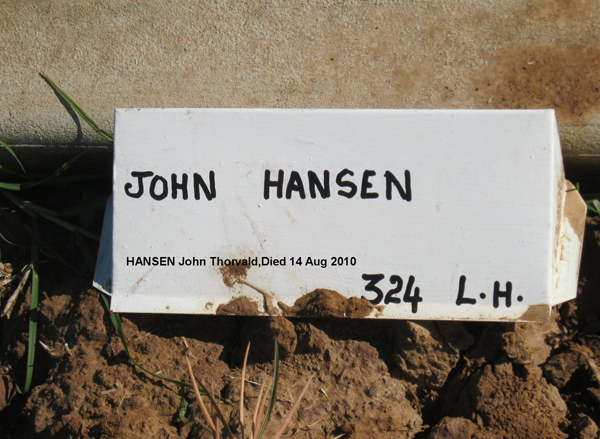 JOHN HANSEN
HANSEN John Thorvald,Died 14 Aug 2010
324 L.H.